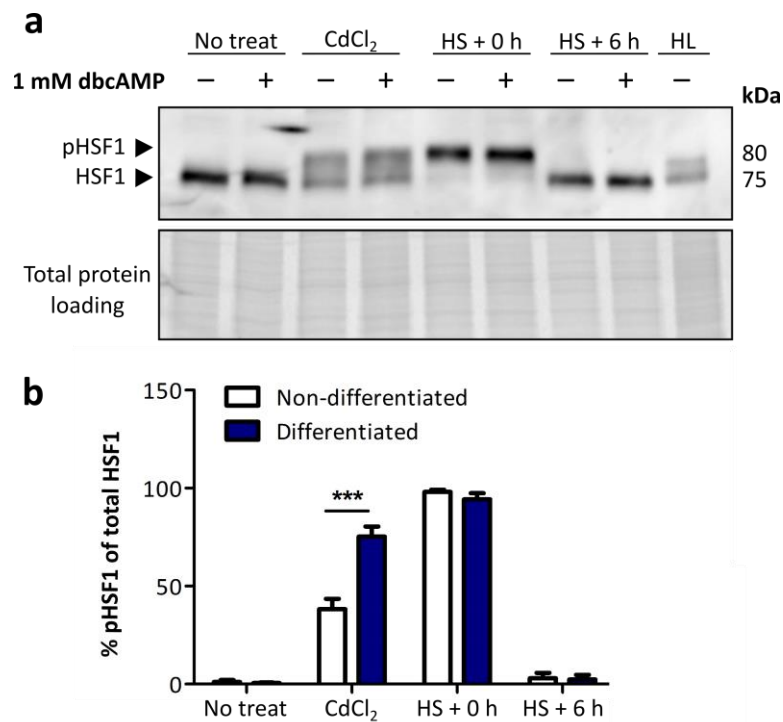 a
No treat CdCl₂ HS + 0 h HS + 6 h HL
1 mM dbcAMP − + − + − + − + − kDa
pHSF1 ▶ 80
HSF1 ▶ 75
Total protein
loading
b
% pHSF1 of total HSF1
150
100
50
0
Non-differentiated
Differentiated
***
No treat CdCl₂ HS + 0 h HS + 6 h